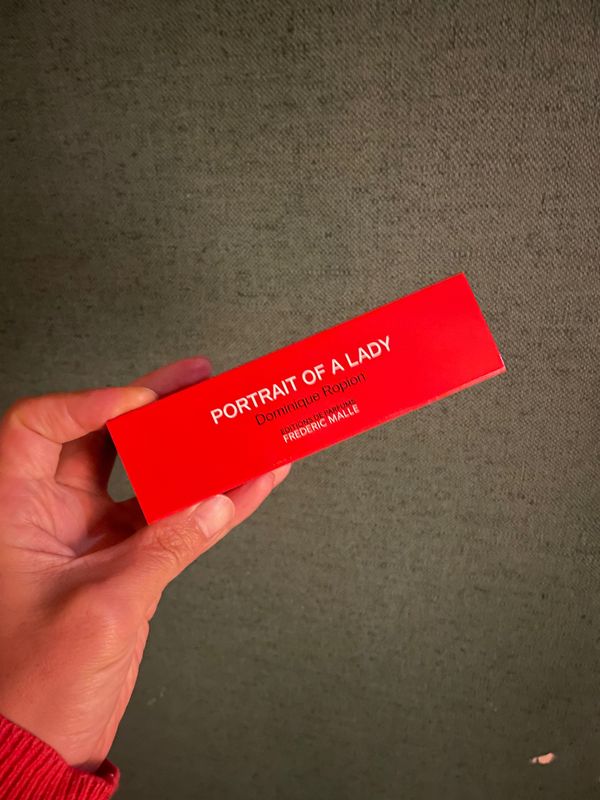 PORTRAIT OF A LADY
Dominique Ropion
EDITIONS DE PARFUMS
FREDERIC MALLE